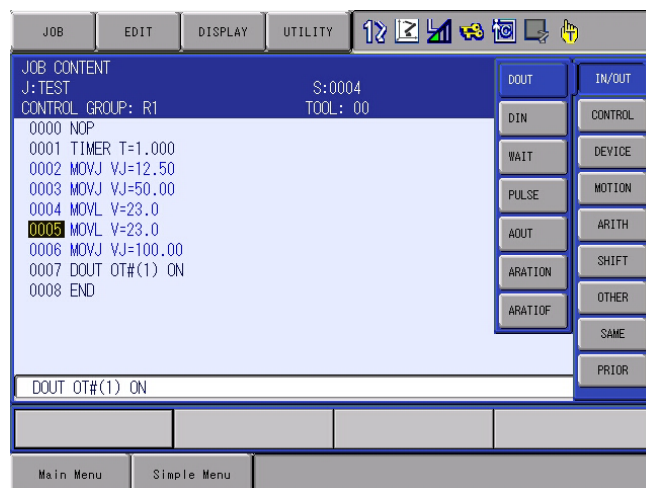 JOB EDIT DISPLAY UTILITY
JOB CONTENT
J:TEST S:0004
CONTROL GROUP: R1 TOOL: 00
0000 NOP
0001 TIMER T=1.000
0002 MOVJ VJ=12.50
0003 MOVJ VJ=50.00
0004 MOVL V=23.0
0005 MOVL V=23.0
0006 MOVJ VJ=100.00
0007 DOUT OT#(1) ON
0008 END
DOUT
DIN
WAIT
PULSE
AOUT
ARATION
ARATIOF
IN/OUT
CONTROL
DEVICE
MOTION
ARITH
SHIFT
OTHER
SAME
PRIOR
DOUT OT#(1) ON
Main Menu Simple Menu